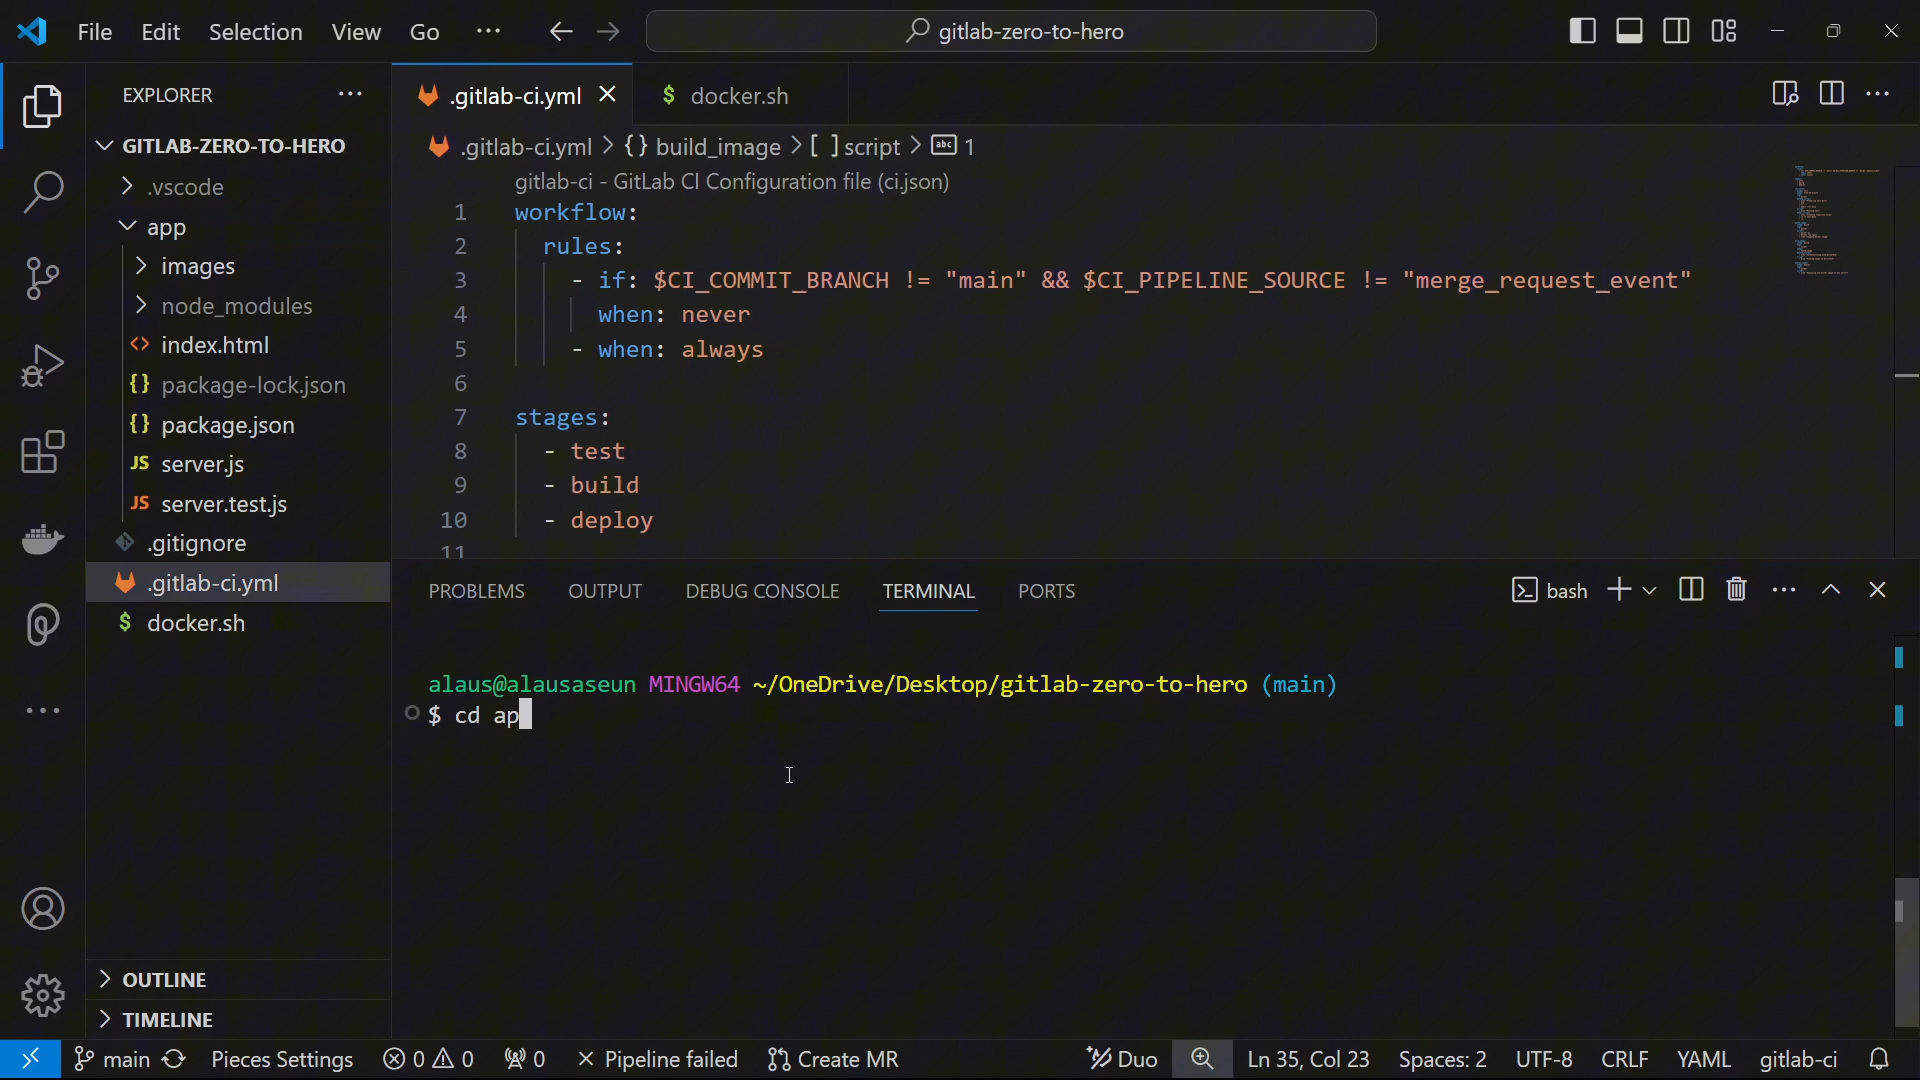 File Edit Selection View Go ··· gitlab-zero-to-hero
EXPLORER ···
GITLAB-ZERO-TO-HERO
.vscode
app
images
node_modules
index.html
package-lock.json
package.json
JS server.js
JS server.test.js
.gitignore
.gitlab-ci.yml
$ docker.sh
OUTLINE
TIMELINE
.gitlab-ci.yml $ docker.sh
.gitlab-ci.yml > {} build_image > [ ] script > abc 1
gitlab-ci - GitLab CI Configuration file (ci.json)
1 workflow:
2 rules:
3 - if: $CI_COMMIT_BRANCH != "main" && $CI_PIPELINE_SOURCE != "merge_request_event"
4 when: never
5 - when: always
6
7 stages:
8 - test
9 - build
10 - deploy
11
PROBLEMS OUTPUT DEBUG CONSOLE TERMINAL PORTS bash
alaus@alausaseun MINGW64 ~/OneDrive/Desktop/gitlab-zero-to-hero (main)
$ cd ap
main Pieces Settings 0 0 0 Pipeline failed Create MR Duo Ln 35, Col 23 Spaces: 2 UTF-8 CRLF YAML gitlab-ci